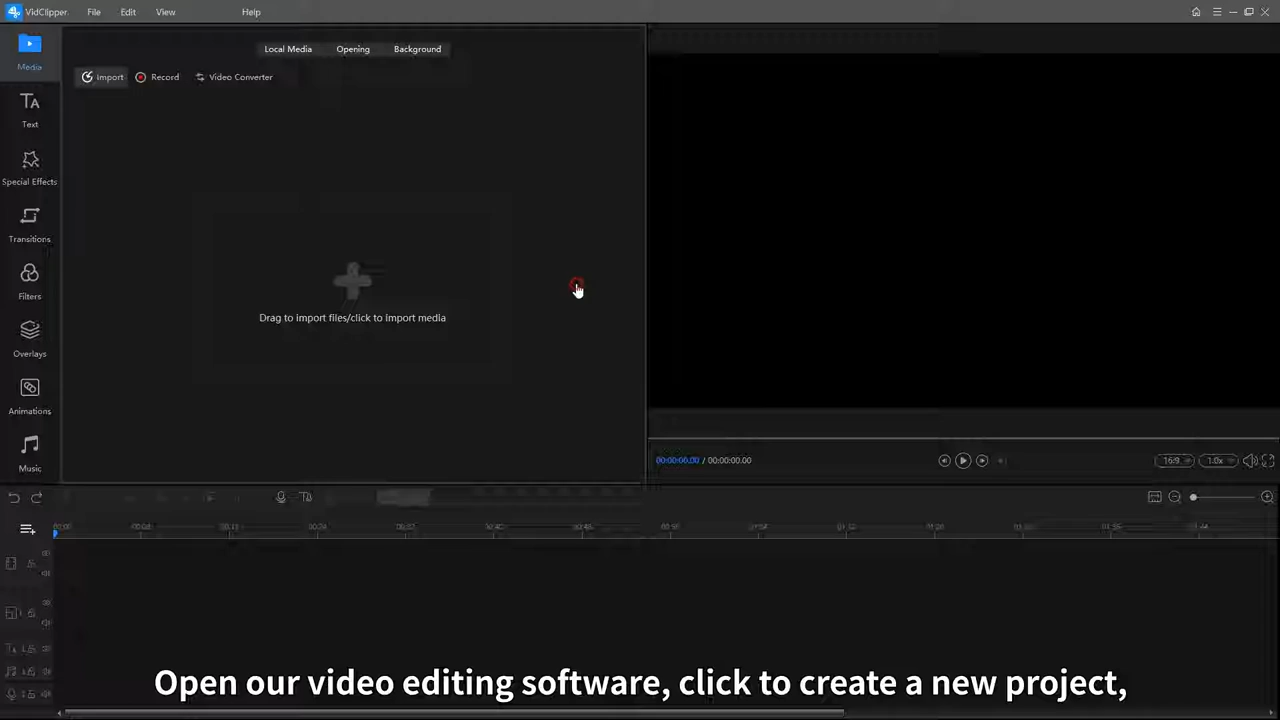 VidClipper File Edit View Help
Media
Text
Special Effects
Transitions
Filters
Overlays
Animations
Music
Local Media Opening Background
Import Record Video Converter
Drag to import files/click to import media
00:00:00.00 / 00:00:00.00
16:9 1.0x
Open our video editing software, click to create a new project,